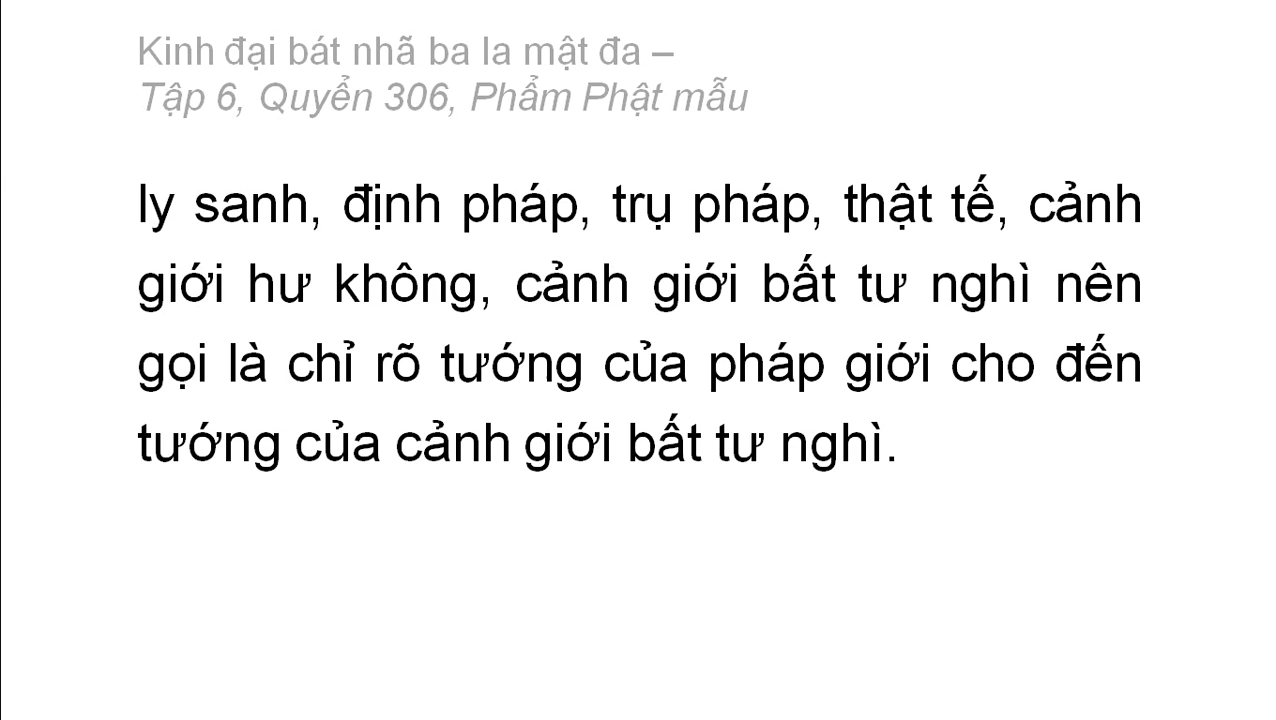 Kinh đại bát nhã ba la mật đa –
Tập 6, Quyển 306, Phẩm Phật mẫu
ly sanh, định pháp, trụ pháp, thật tế, cảnh
giới hư không, cảnh giới bất tư nghì nên
gọi là chỉ rõ tướng của pháp giới cho đến
tướng của cảnh giới bất tư nghì.